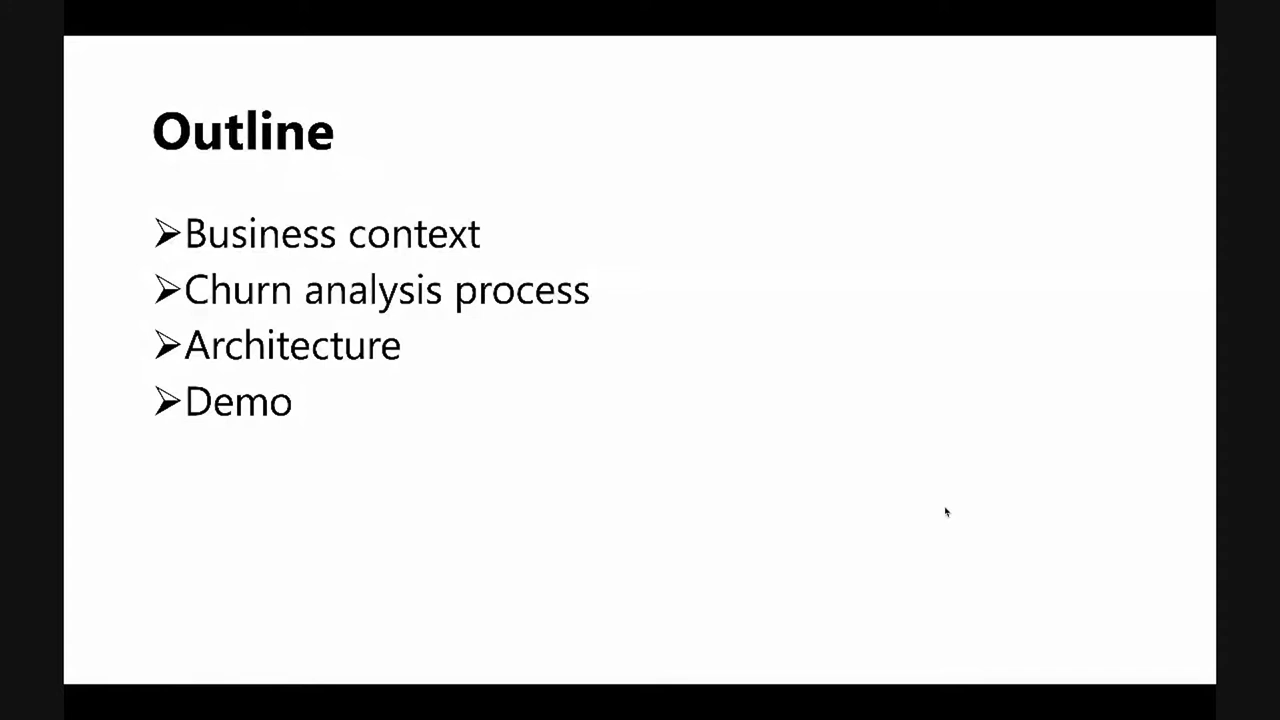 Outline
➢Business context
➢Churn analysis process
➢Architecture
➢Demo